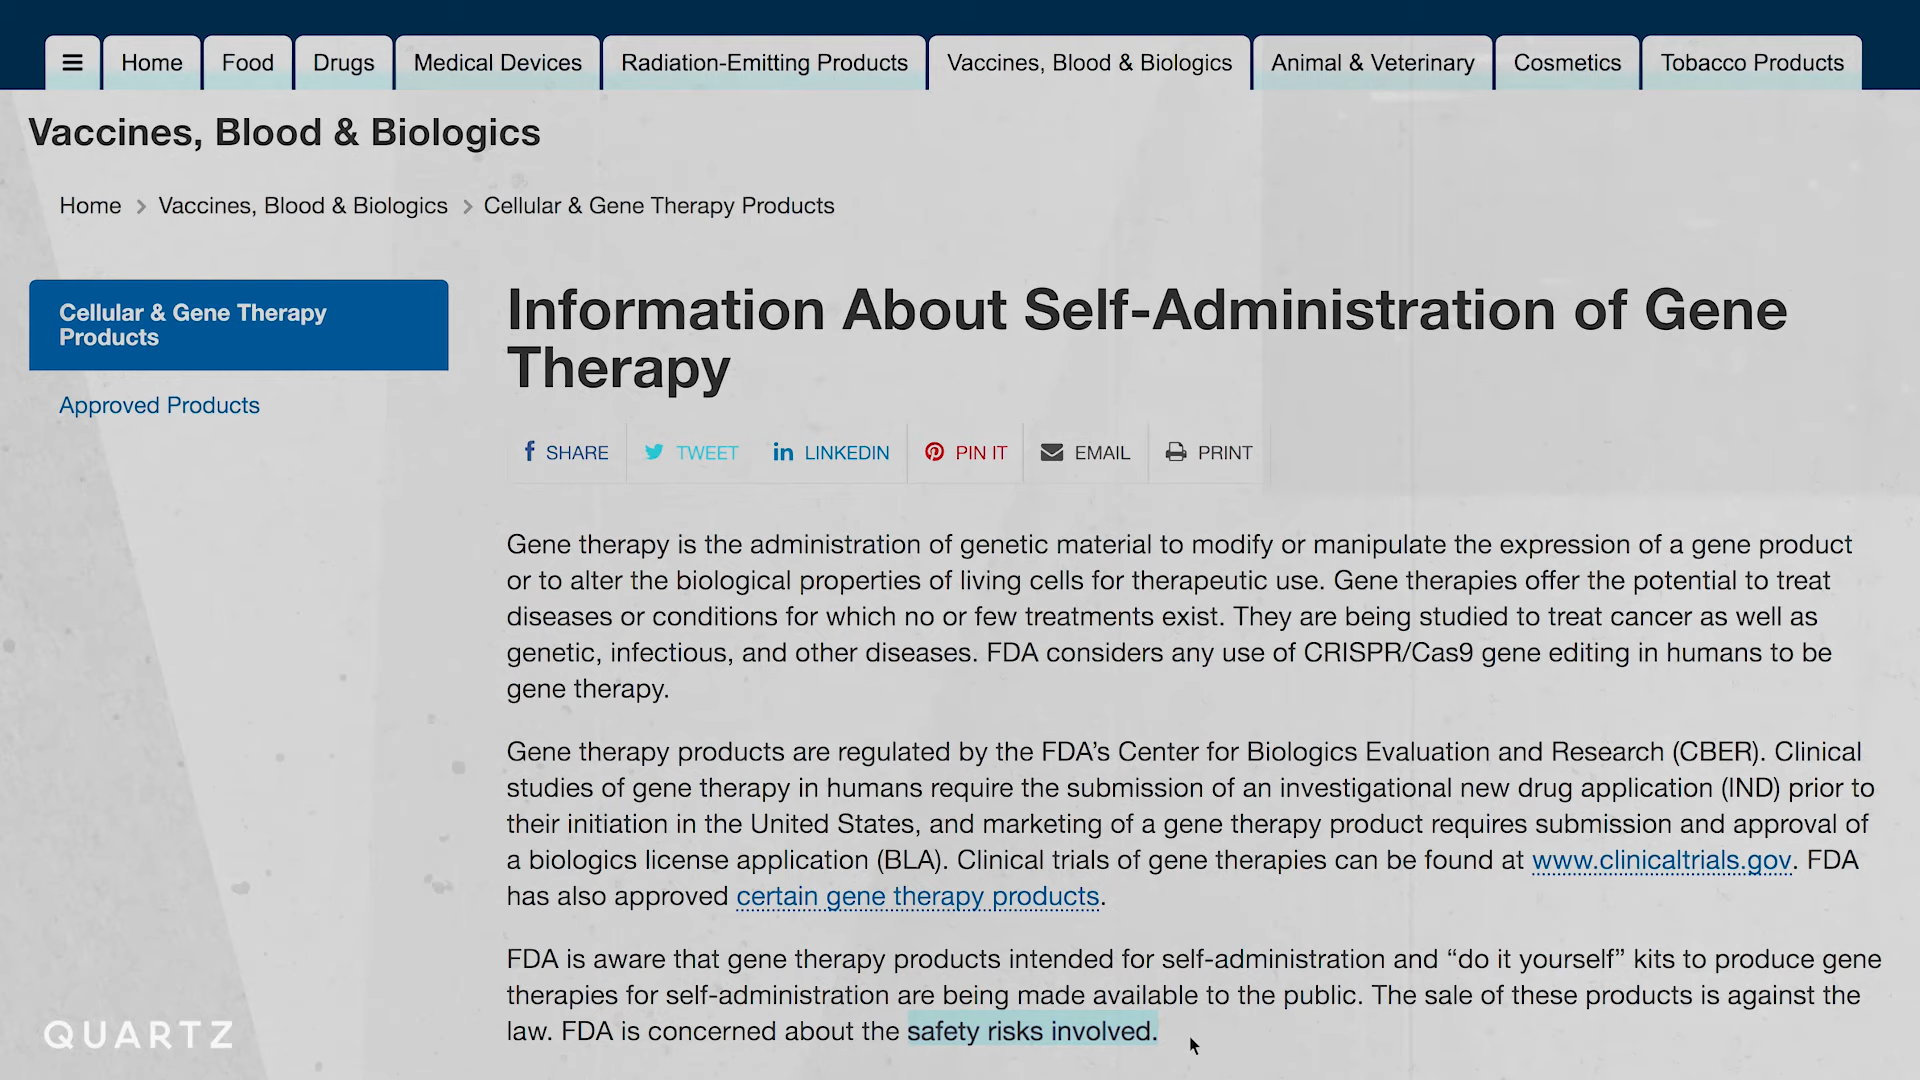 Home
Food
Drugs
Medical Devices
Radiation-Emitting Products
Vaccines, Blood & Biologics
Animal & Veterinary
Cosmetics
Tobacco Products
Vaccines, Blood & Biologics
Home > Vaccines, Blood & Biologics > Cellular & Gene Therapy Products
Cellular & Gene Therapy
Products
Approved Products
Information About Self-Administration of Gene
Therapy
SHARE
TWEET
LINKEDIN
PIN IT
EMAIL
PRINT
Gene therapy is the administration of genetic material to modify or manipulate the expression of a gene product
or to alter the biological properties of living cells for therapeutic use. Gene therapies offer the potential to treat
diseases or conditions for which no or few treatments exist. They are being studied to treat cancer as well as
genetic, infectious, and other diseases. FDA considers any use of CRISPR/Cas9 gene editing in humans to be
gene therapy.
Gene therapy products are regulated by the FDA’s Center for Biologics Evaluation and Research (CBER). Clinical
studies of gene therapy in humans require the submission of an investigational new drug application (IND) prior to
their initiation in the United States, and marketing of a gene therapy product requires submission and approval of
a biologics license application (BLA). Clinical trials of gene therapies can be found at www.clinicaltrials.gov. FDA
has also approved certain gene therapy products.
FDA is aware that gene therapy products intended for self-administration and “do it yourself” kits to produce gene
therapies for self-administration are being made available to the public. The sale of these products is against the
law. FDA is concerned about the safety risks involved.
QUARTZ